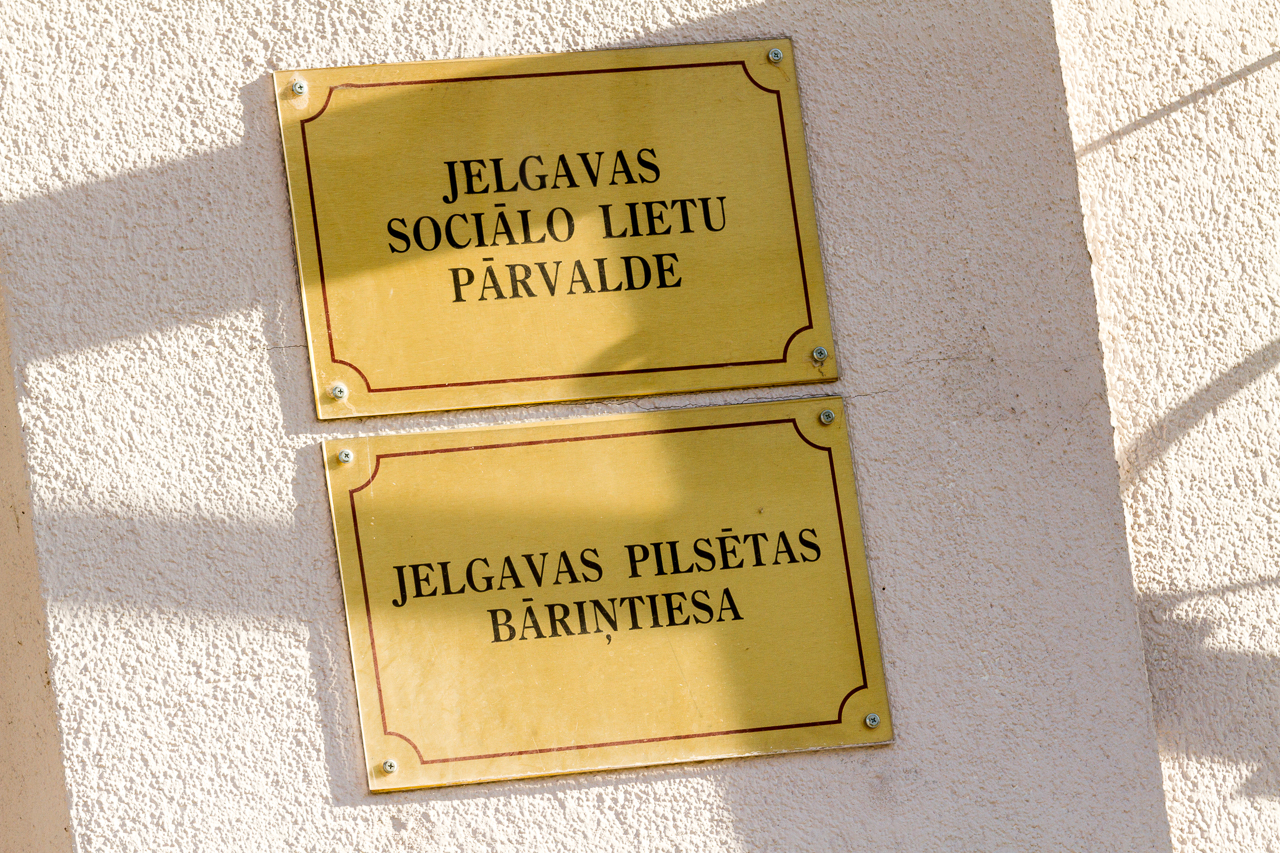 JELGAVAS
SOCIĀLO LIETU
PĀRVALDE
JELGAVAS PILSĒTAS
BĀRIŅTIESA